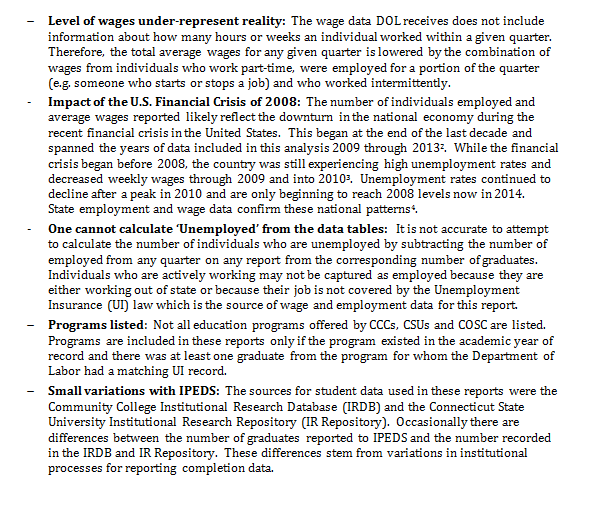 – Level of wages under-represent reality: The wage data DOL receives does not include
information about how many hours or weeks an individual worked within a given quarter.
Therefore, the total average wages for any given quarter is lowered by the combination of
wages from individuals who work part-time, were employed for a portion of the quarter
(e.g. someone who starts or stops a job) and who worked intermittently.
- Impact of the U.S. Financial Crisis of 2008: The number of individuals employed and
average wages reported likely reflect the downturn in the national economy during the
recent financial crisis in the United States. This began at the end of the last decade and
spanned the years of data included in this analysis 2009 through 2013². While the financial
crisis began before 2008, the country was still experiencing high unemployment rates and
decreased weekly wages through 2009 and into 2010³. Unemployment rates continued to
decline after a peak in 2010 and are only beginning to reach 2008 levels now in 2014.
State employment and wage data confirm these national patterns⁴.
- One cannot calculate ‘Unemployed’ from the data tables: It is not accurate to attempt
to calculate the number of individuals who are unemployed by subtracting the number of
employed from any quarter on any report from the corresponding number of graduates.
Individuals who are actively working may not be captured as employed because they are
either working out of state or because their job is not covered by the Unemployment
Insurance (UI) law which is the source of wage and employment data for this report.
– Programs listed: Not all education programs offered by CCCs, CSUs and COSC are listed.
Programs are included in these reports only if the program existed in the academic year of
record and there was at least one graduate from the program for whom the Department of
Labor had a matching UI record.
– Small variations with IPEDS: The sources for student data used in these reports were the
Community College Institutional Research Database (IRDB) and the Connecticut State
University Institutional Research Repository (IR Repository). Occasionally there are
differences between the number of graduates reported to IPEDS and the number recorded
in the IRDB and IR Repository. These differences stem from variations in institutional
processes for reporting completion data.